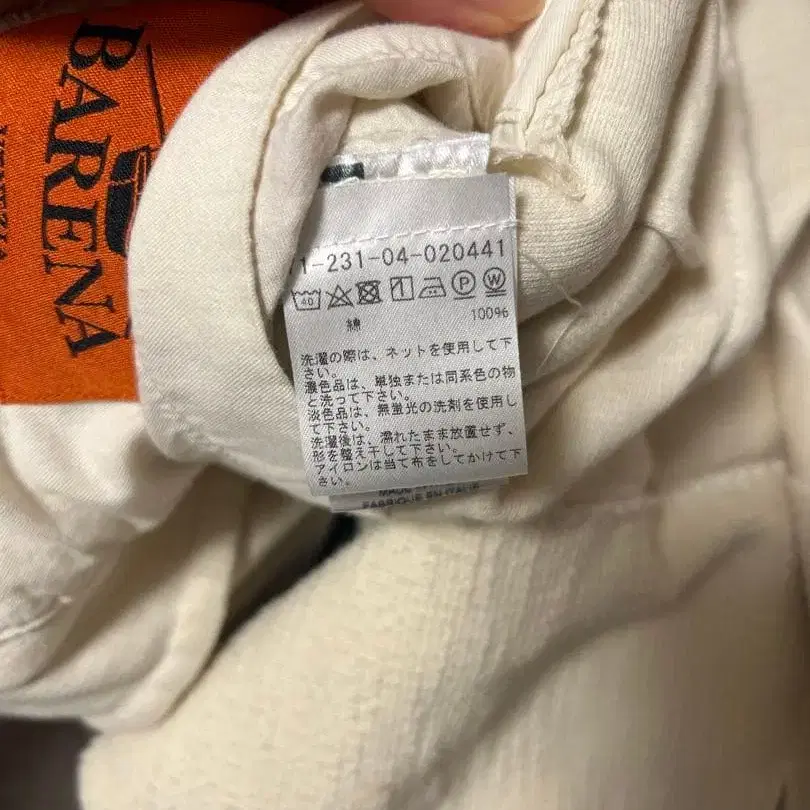 BARENA
1-231-04-020441
40
P
W
綿 100%
洗濯の際は、ネットを使用して下
さい。
濃色品は、単独または同系色の物
と洗って下さい。
淡色品は、無蛍光の洗剤を使用し
て下さい。
洗濯後は、濡れたまま放置せず、
形を整え干して下さい。
アイロンは当て布をしてかけて下
さい。
MADE
FABRIQUE EN ITALIE